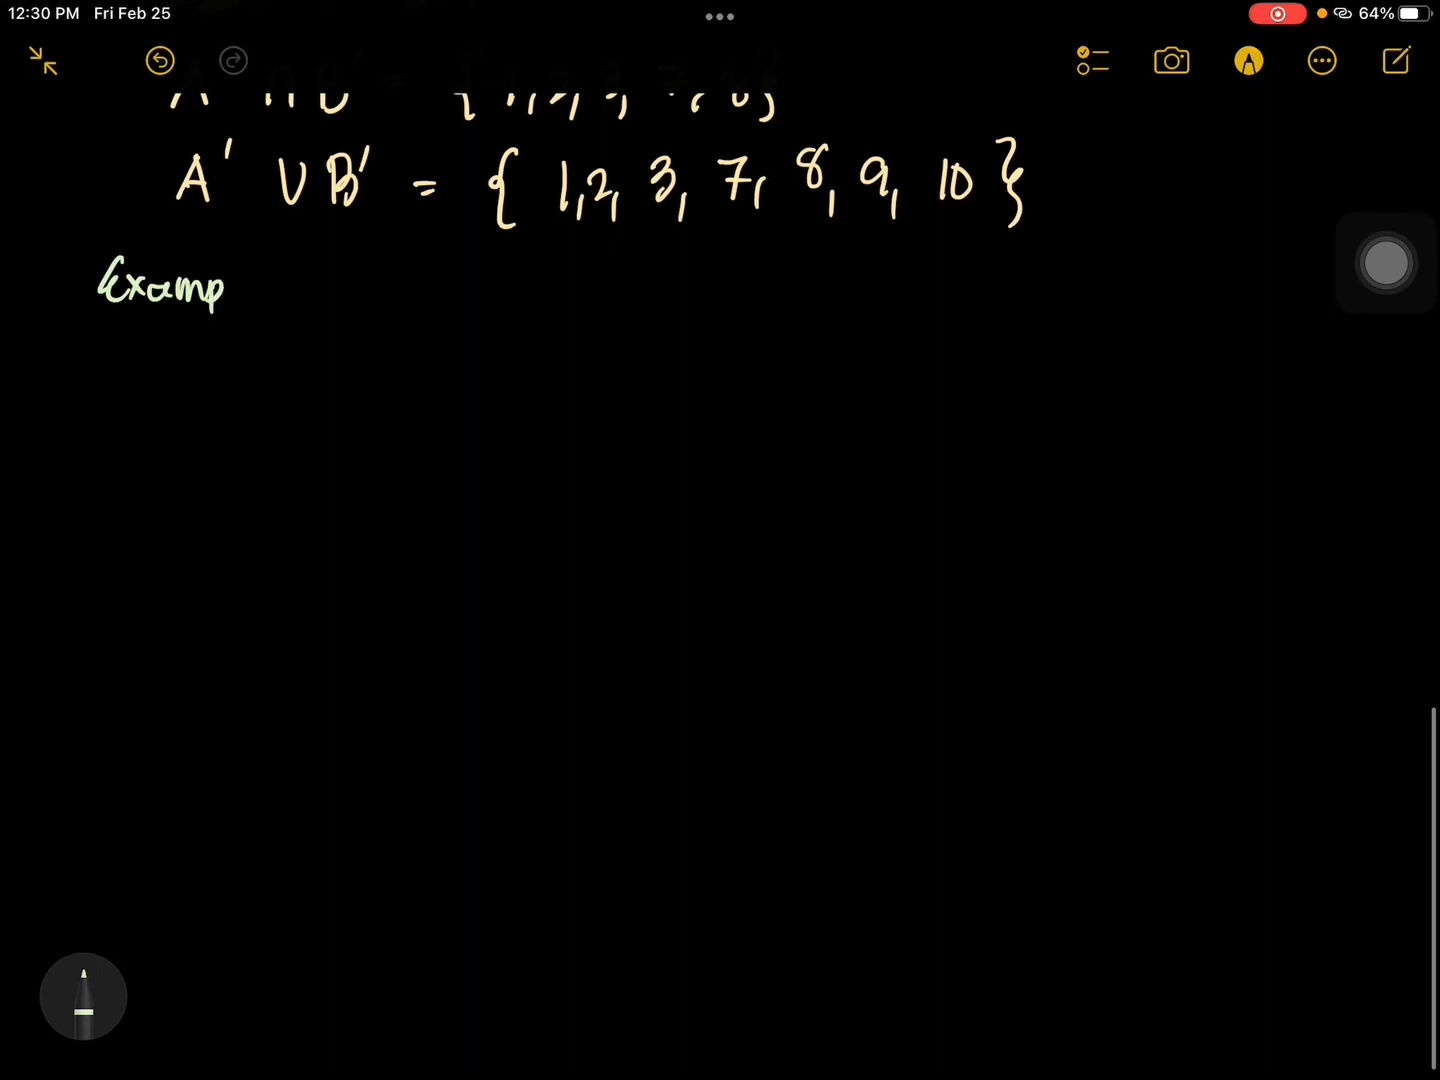 12:30 PM Fri Feb 25
64%
A' ∪ B' = { 1,2, 3, 7, 8, 9, 10 }
Examp